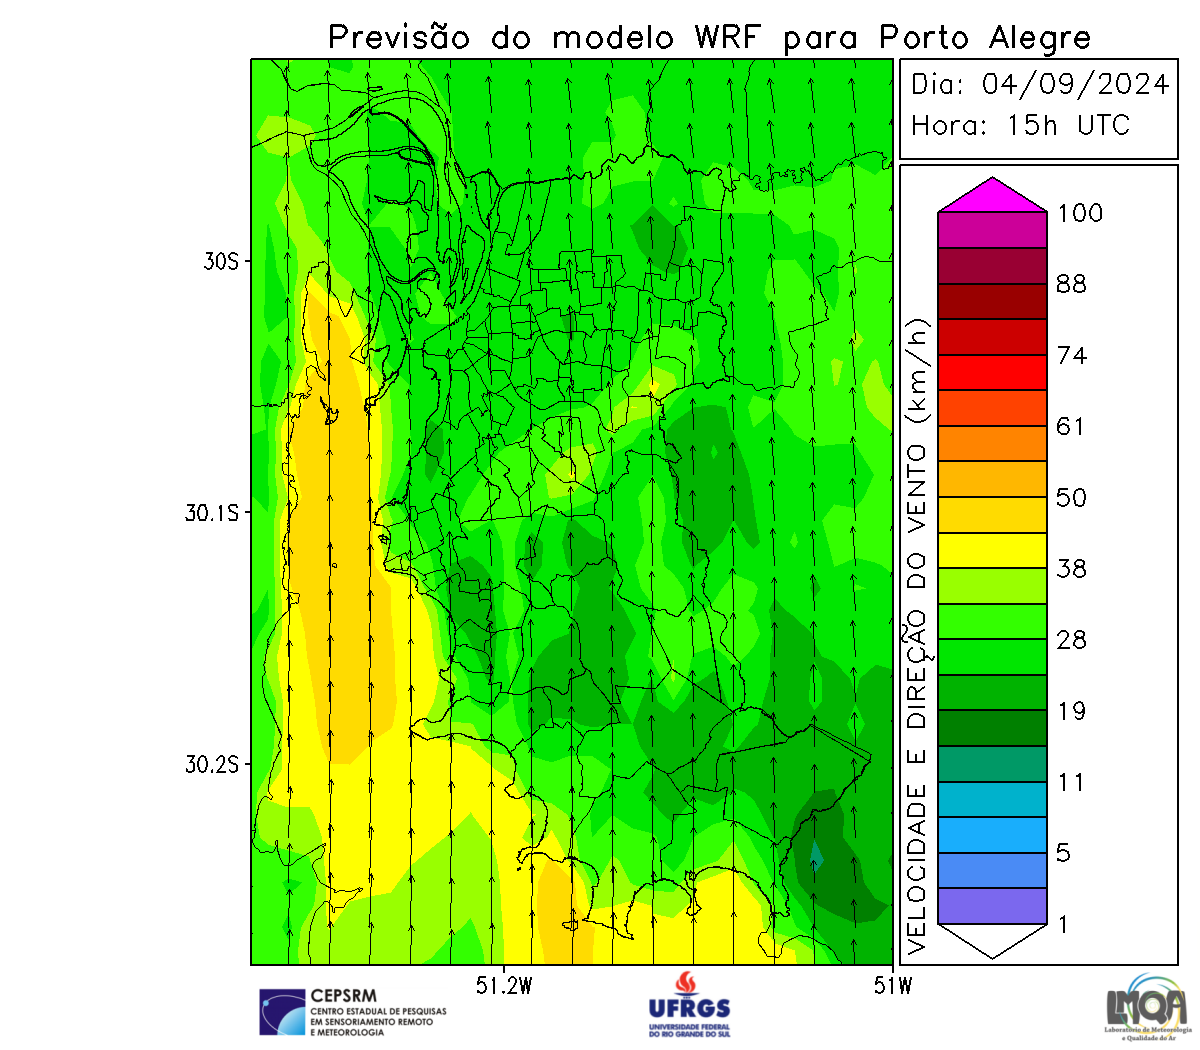 Previsão do modelo WRF para Porto Alegre
Dia: 04/09/2024
Hora: 15h UTC
30S
30.1S
30.2S
51.2W
51W
VELOCIDADE E DIREÇÃO DO VENTO (km/h)
100
88
74
61
50
38
28
19
11
5
1
CEPSRM
CENTRO ESTADUAL DE PESQUISAS
EM SENSORIAMENTO REMOTO
E METEOROLOGIA
UFRGS
UNIVERSIDADE FEDERAL
DO RIO GRANDE DO SUL
LMQA
Laboratório de Meteorologia
e Qualidade do Ar